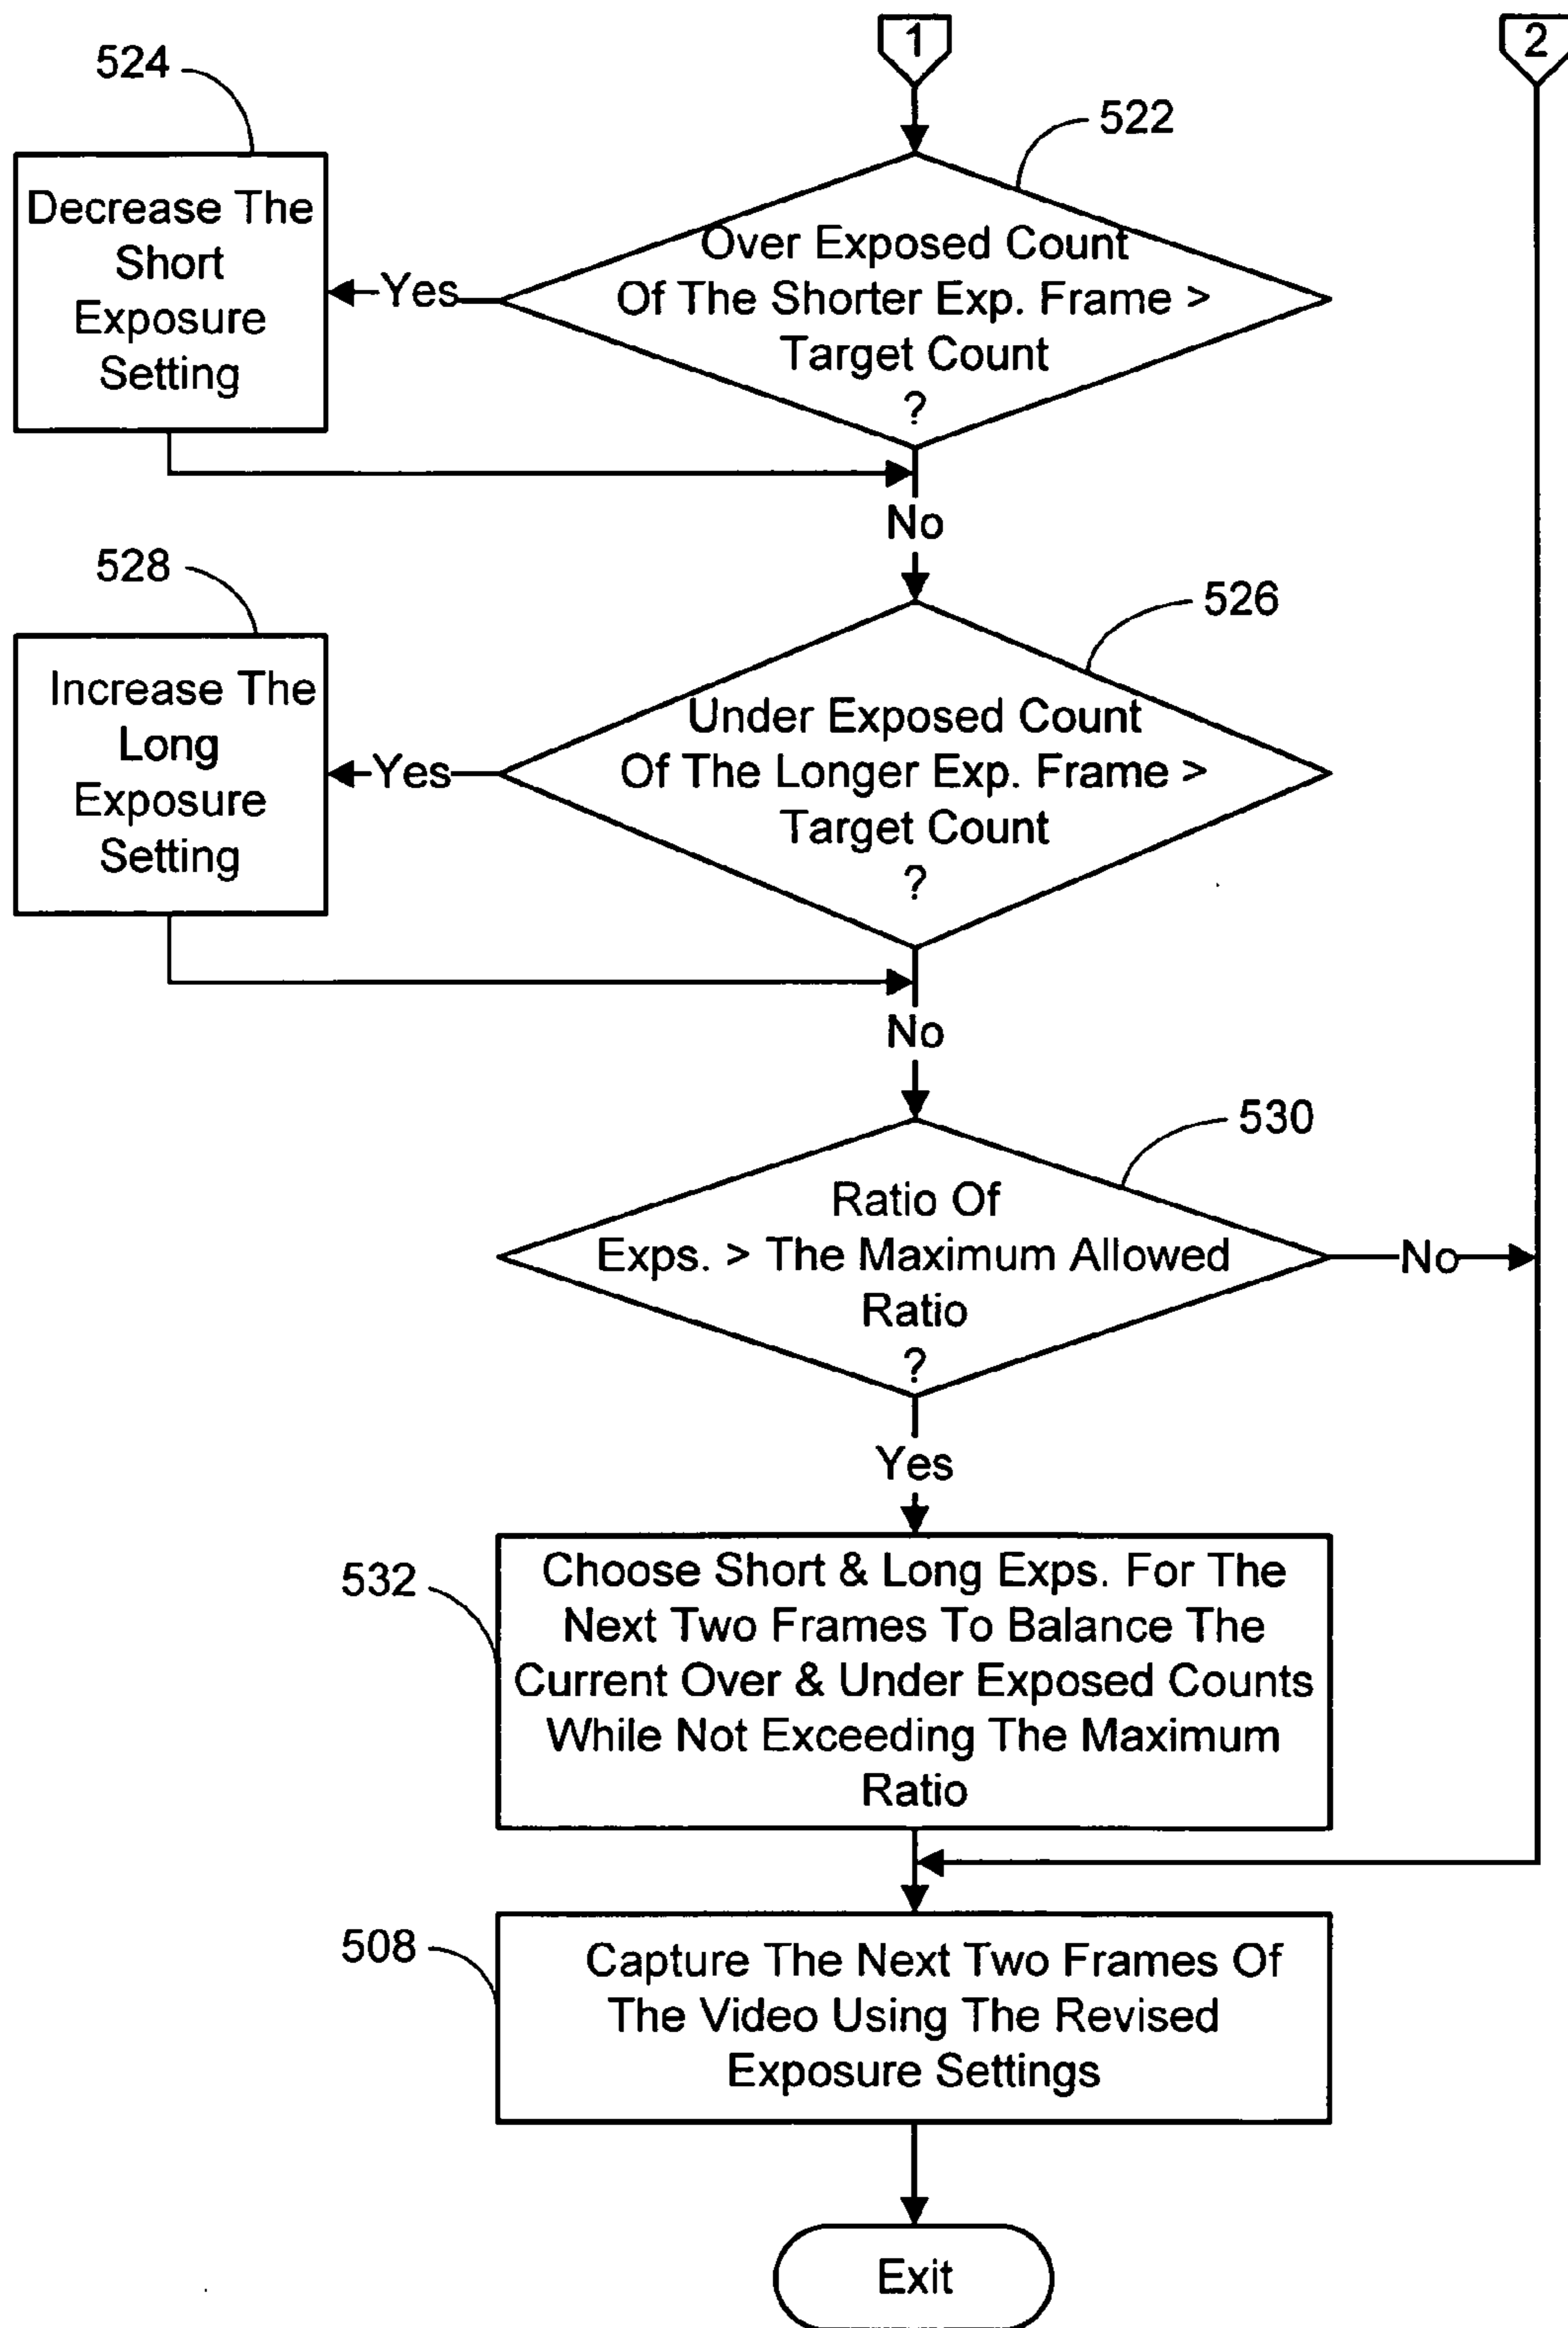 1
2
524
522
Decrease The
Short
Exposure
Setting
Yes
Over Exposed Count
Of The Shorter Exp. Frame >
Target Count
?
No
528
526
Increase The
Long
Exposure
Setting
Yes
Under Exposed Count
Of The Longer Exp. Frame >
Target Count
?
No
530
Ratio Of
Exps. > The Maximum Allowed
Ratio
?
No
Yes
532
Choose Short & Long Exps. For The
Next Two Frames To Balance The
Current Over & Under Exposed Counts
While Not Exceeding The Maximum
Ratio
508
Capture The Next Two Frames Of
The Video Using The Revised
Exposure Settings
Exit